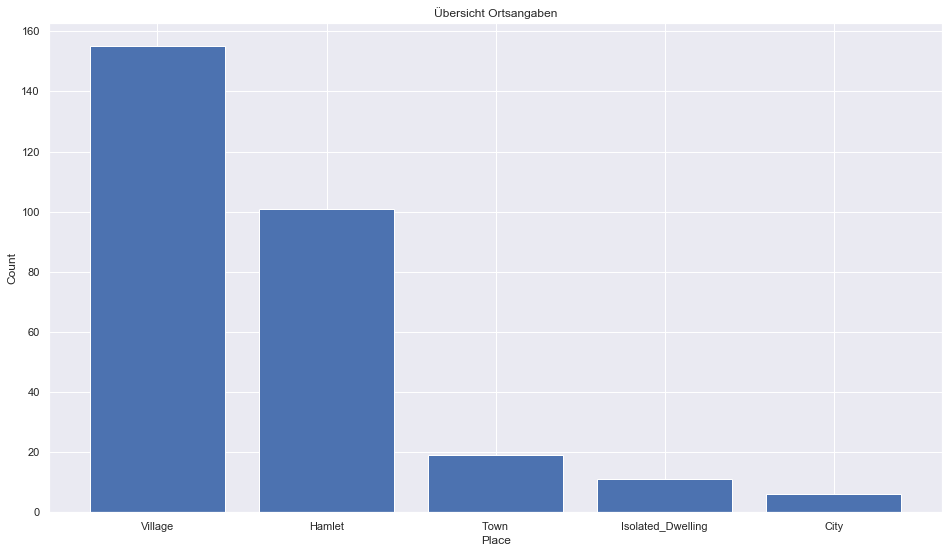 Übersicht Ortsangaben
160
140
120
100
80
60
40
20
0
Count
Village Hamlet Town Isolated_Dwelling City
Place